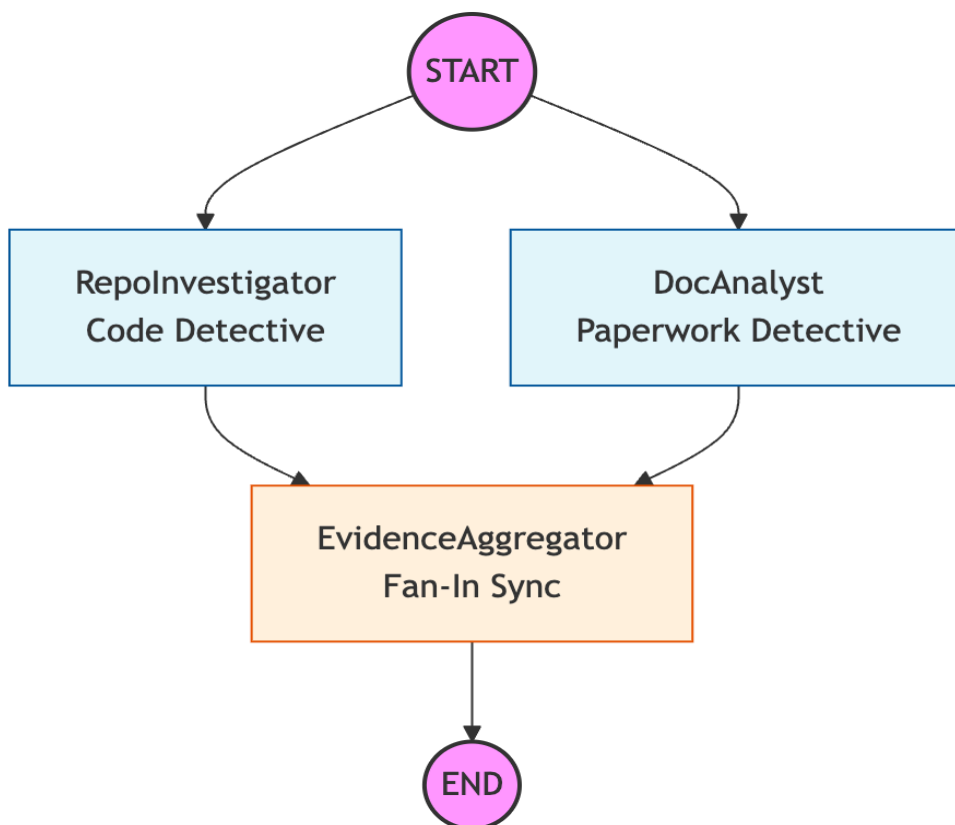 START
RepoInvestigator
Code Detective
DocAnalyst
Paperwork Detective
EvidenceAggregator
Fan-In Sync
END